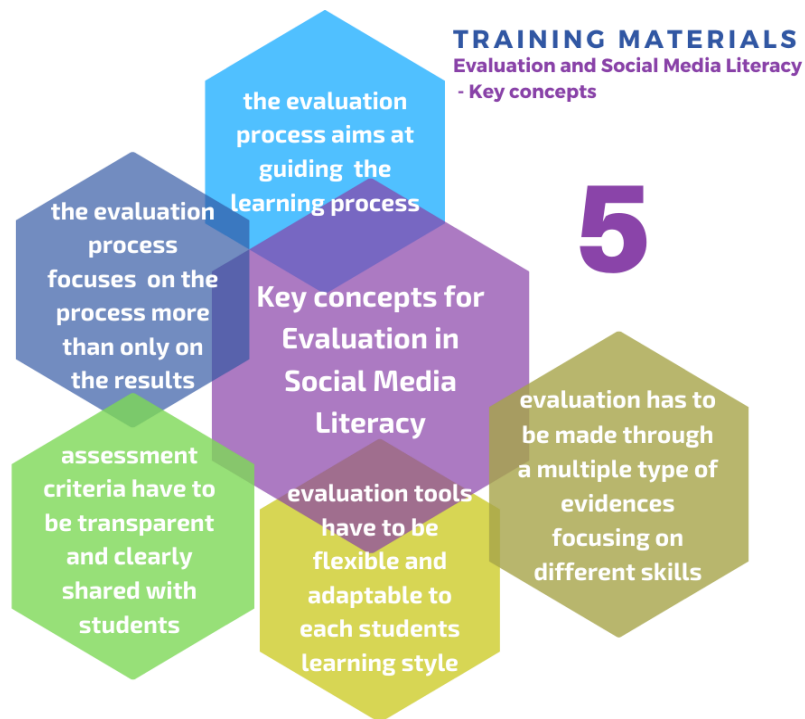 TRAINING MATERIALS
Evaluation and Social Media Literacy
- Key concepts
5
the evaluation
process aims at
guiding the
learning process
the evaluation
process
focuses on the
process more
than only on
the results
Key concepts for
Evaluation in
Social Media
Literacy
evaluation has to
be made through
a multiple type of
evidences
focusing on
different skills
assessment
criteria have to
be transparent
and clearly
shared with
students
evaluation tools
have to be
flexible and
adaptable to
each students
learning style